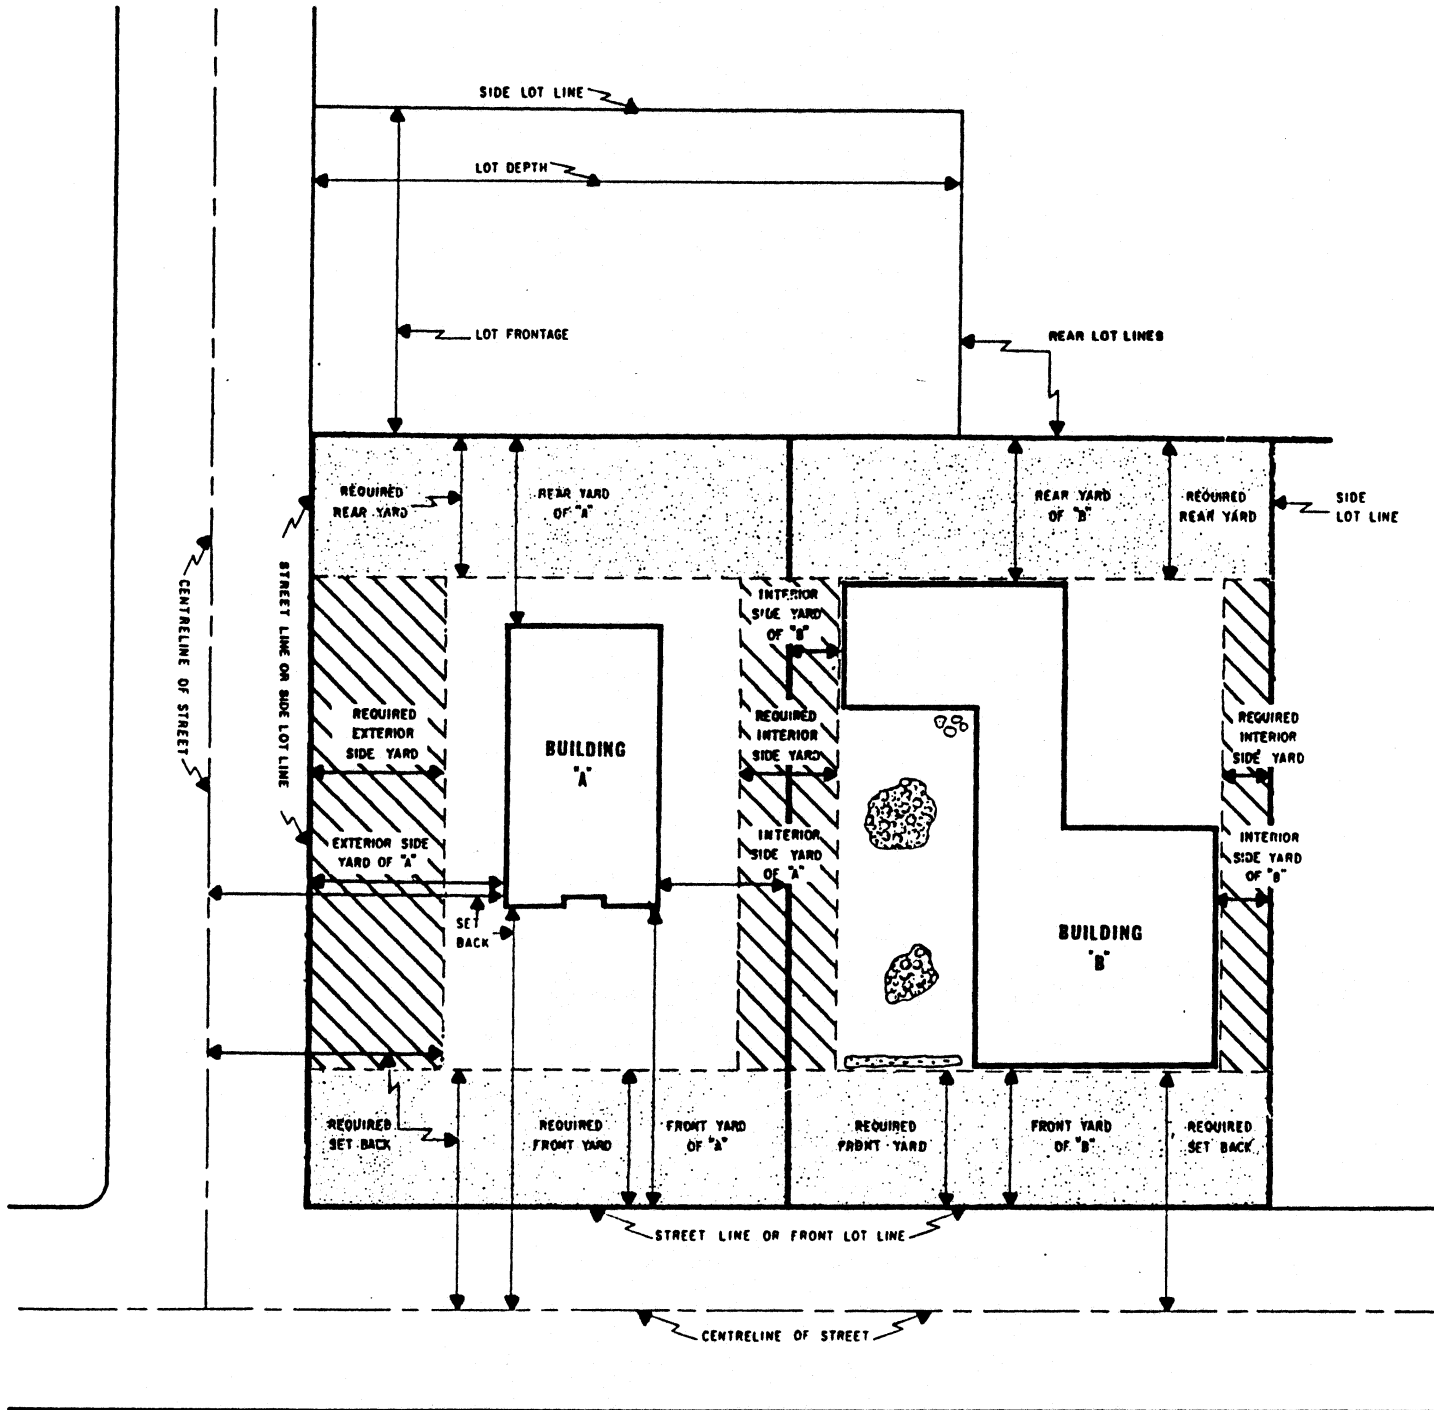 SIDE LOT LINE
LOT DEPTH
LOT FRONTAGE
REAR LOT LINES
REQUIRED
REAR YARD
REAR YARD
OF "A"
REAR YARD
OF "B"
REQUIRED
REAR YARD
SIDE
LOT LINE
CENTRELINE OF STREET
STREET LINE OR SIDE LOT LINE
INTERIOR
SIDE YARD
OF "B"
REQUIRED
EXTERIOR
SIDE YARD
BUILDING
"A"
REQUIRED
INTERIOR
SIDE YARD
REQUIRED
INTERIOR
SIDE YARD
EXTERIOR SIDE
YARD OF "A"
INTERIOR
SIDE YARD
OF "A"
INTERIOR
SIDE YARD
OF "B"
SET
BACK
BUILDING
"B"
REQUIRED
SET BACK
REQUIRED
FRONT YARD
FRONT YARD
OF "A"
REQUIRED
FRONT YARD
FRONT YARD
OF "B"
REQUIRED
SET BACK
STREET LINE OR FRONT LOT LINE
CENTRELINE OF STREET